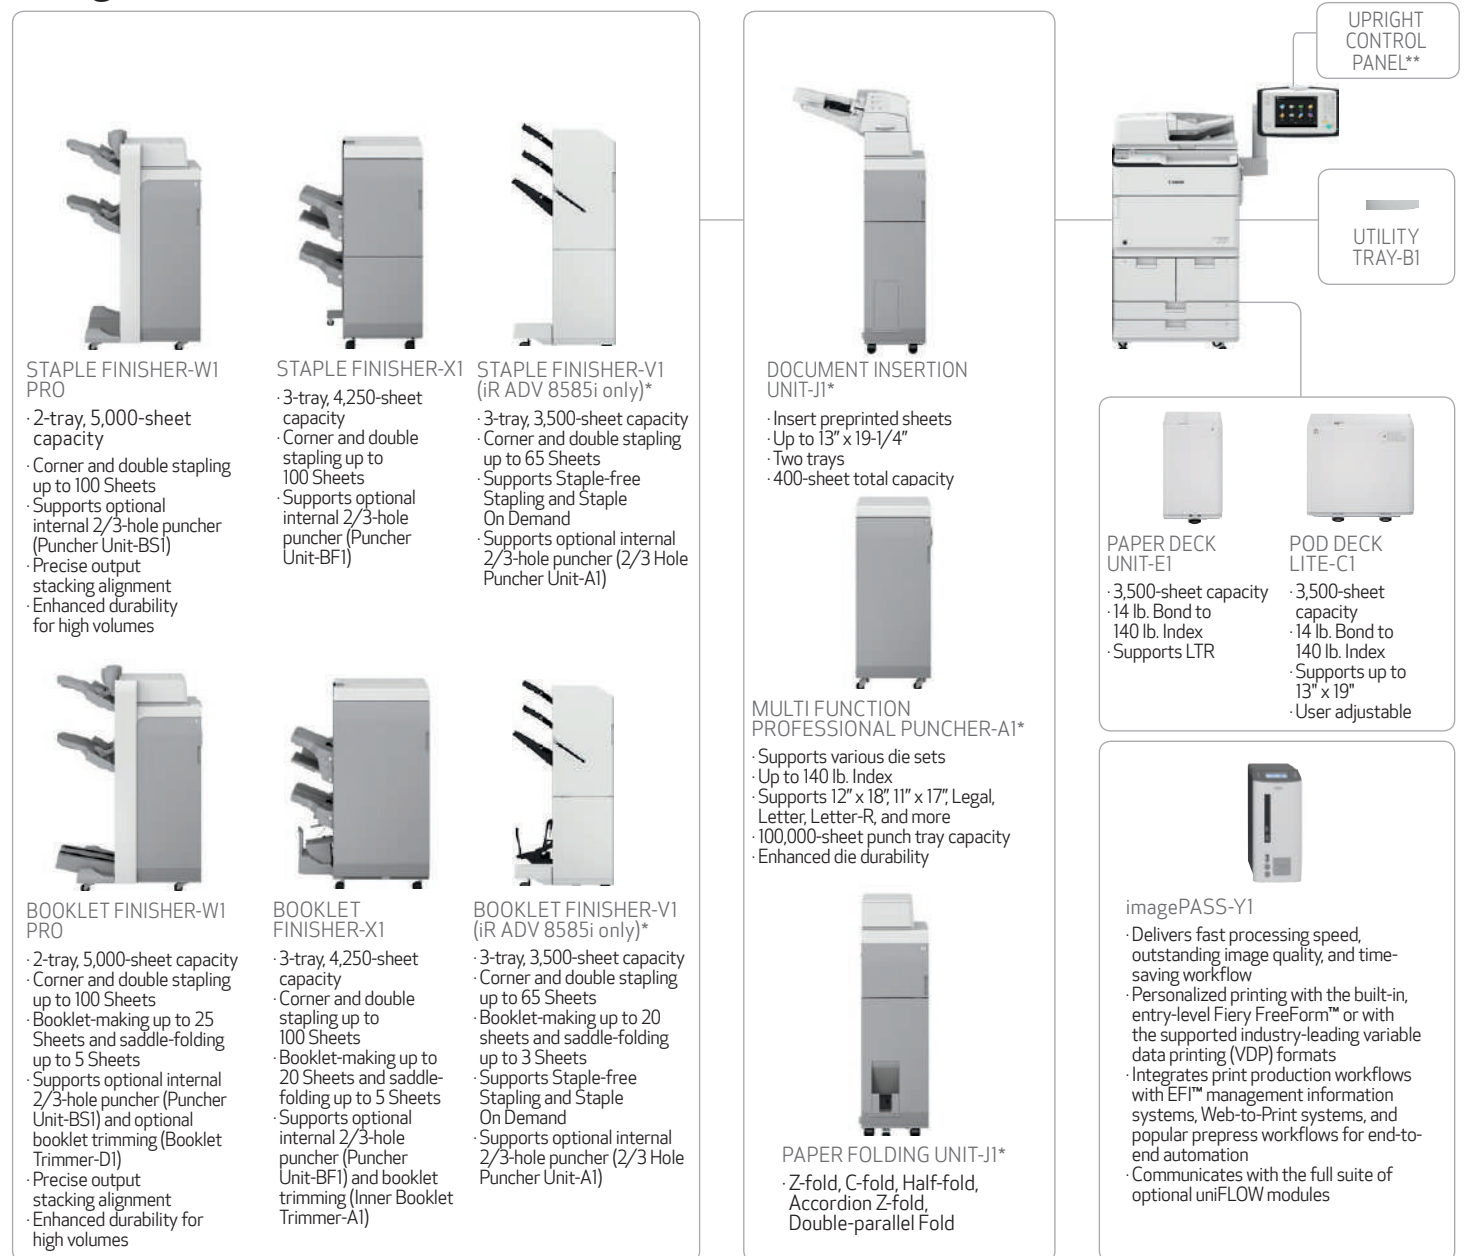 UPRIGHT
CONTROL
PANEL**
Canon
UTILITY
TRAY-B1
STAPLE FINISHER-W1
PRO
· 2-tray, 5,000-sheet
capacity
· Corner and double stapling
up to 100 Sheets
· Supports optional
internal 2/3-hole puncher
(Puncher Unit-BS1)
· Precise output
stacking alignment
· Enhanced durability
for high volumes
STAPLE FINISHER-X1
· 3-tray, 4,250-sheet
capacity
· Corner and double
stapling up to
100 Sheets
· Supports optional
internal 2/3-hole
puncher (Puncher
Unit-BF1)
STAPLE FINISHER-V1
(iR ADV 8585i only)*
· 3-tray, 3,500-sheet capacity
· Corner and double stapling
up to 65 Sheets
· Supports Staple-free
Stapling and Staple
On Demand
· Supports optional internal
2/3-hole puncher (2/3 Hole
Puncher Unit-A1)
BOOKLET FINISHER-W1
PRO
· 2-tray, 5,000-sheet capacity
· Corner and double stapling
up to 100 Sheets
· Booklet-making up to 25
Sheets and saddle-folding
up to 5 Sheets
· Supports optional internal
2/3-hole puncher (Puncher
Unit-BS1) and optional
booklet trimming (Booklet
Trimmer-D1)
· Precise output
stacking alignment
· Enhanced durability for
high volumes
BOOKLET
FINISHER-X1
· 3-tray, 4,250-sheet
capacity
· Corner and double
stapling up to
100 Sheets
· Booklet-making up to
20 Sheets and saddle-
folding up to 5 Sheets
· Supports optional
internal 2/3-hole
puncher (Puncher
Unit-BF1) and booklet
trimming (Inner Booklet
Trimmer-A1)
BOOKLET FINISHER-V1
(iR ADV 8585i only)*
· 3-tray, 3,500-sheet capacity
· Corner and double stapling
up to 65 Sheets
· Booklet-making up to 20
sheets and saddle-folding
up to 3 Sheets
· Supports Staple-free
Stapling and Staple
On Demand
· Supports optional internal
2/3-hole puncher (2/3 Hole
Puncher Unit-A1)
DOCUMENT INSERTION
UNIT-J1*
· Insert preprinted sheets
· Up to 13" x 19-1/4"
· Two trays
· 400-sheet total capacity
MULTI FUNCTION
PROFESSIONAL PUNCHER-A1*
· Supports various die sets
· Up to 140 lb. Index
· Supports 12" x 18", 11" x 17", Legal,
Letter, Letter-R, and more
· 100,000-sheet punch tray capacity
· Enhanced die durability
PAPER FOLDING UNIT-J1*
· Z-fold, C-fold, Half-fold,
Accordion Z-fold,
Double-parallel Fold
PAPER DECK
UNIT-E1
· 3,500-sheet capacity
· 14 lb. Bond to
140 lb. Index
· Supports LTR
POD DECK
LITE-C1
· 3,500-sheet
capacity
· 14 lb. Bond to
140 lb. Index
· Supports up to
13" x 19"
· User adjustable
imagePASS-Y1
· Delivers fast processing speed,
outstanding image quality, and time-
saving workflow
· Personalized printing with the built-in,
entry-level Fiery FreeForm™ or with
the supported industry-leading variable
data printing (VDP) formats
· Integrates print production workflows
with EFI™ management information
systems, Web-to-Print systems, and
popular prepress workflows for end-to-
end automation
· Communicates with the full suite of
optional uniFLOW modules